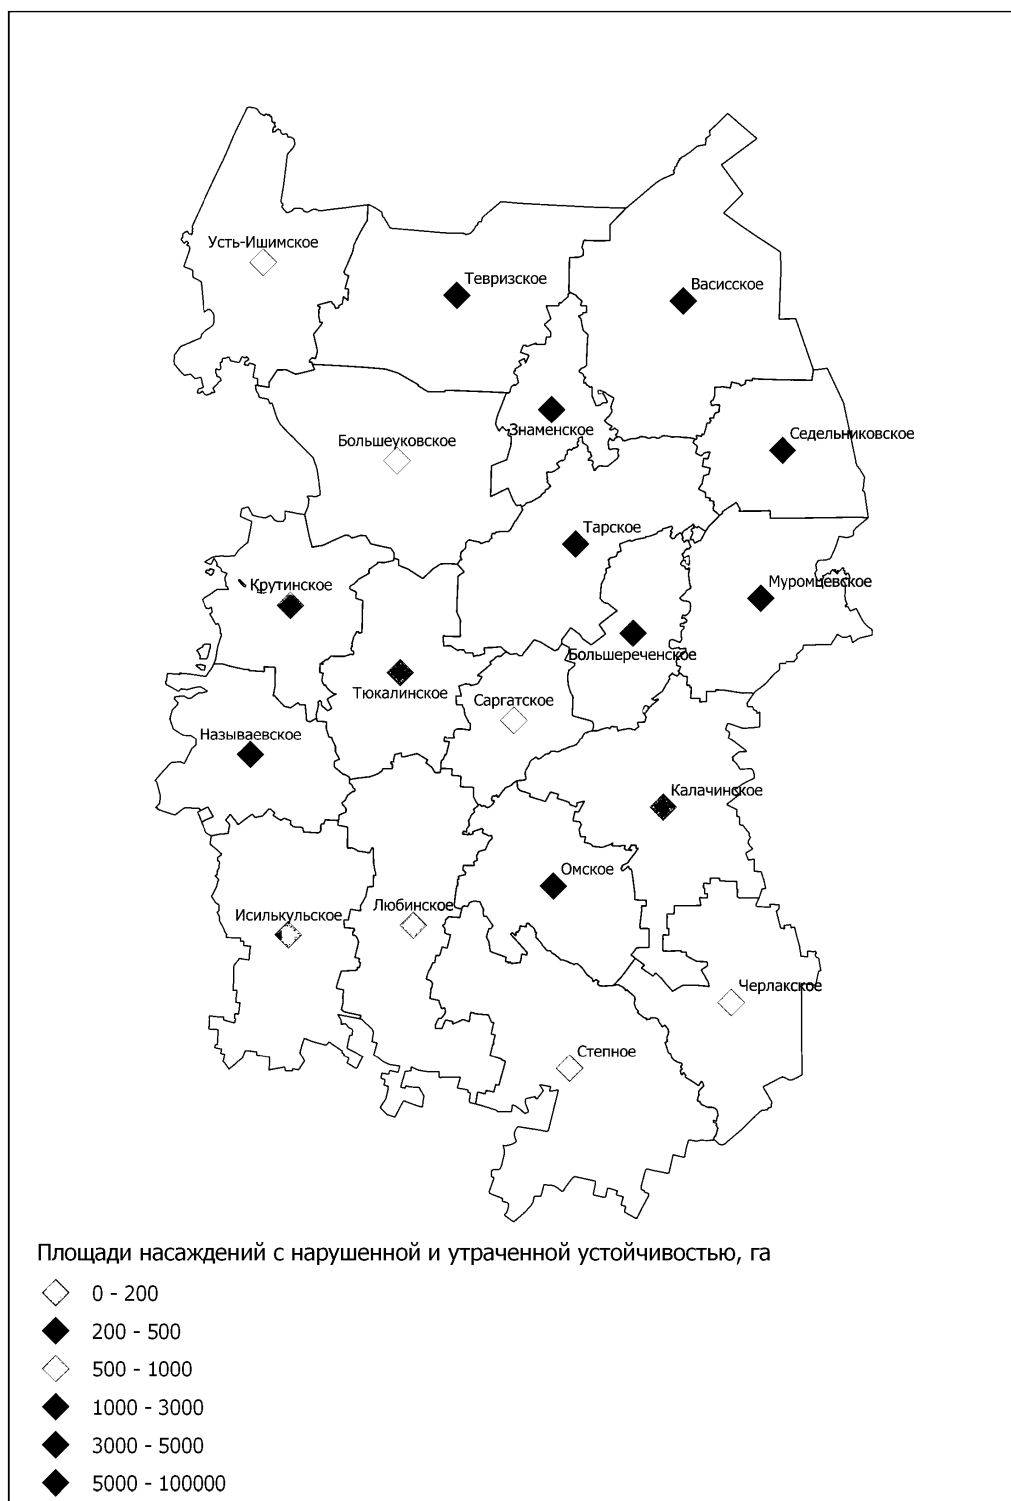 Усть-Ишимское
Тевризское
Васисское
Знаменское
Седельниковское
Большеуковское
Тарское
Муромцевское
Крутинское
Большереченское
Тюкалинское
Саргатское
Называевское
Калачинское
Омское
Любинское
Исилькульское
Черлакское
Степное
Площади насаждений с нарушенной и утраченной устойчивостью, га
0 - 200
200 - 500
500 - 1000
1000 - 3000
3000 - 5000
5000 - 100000